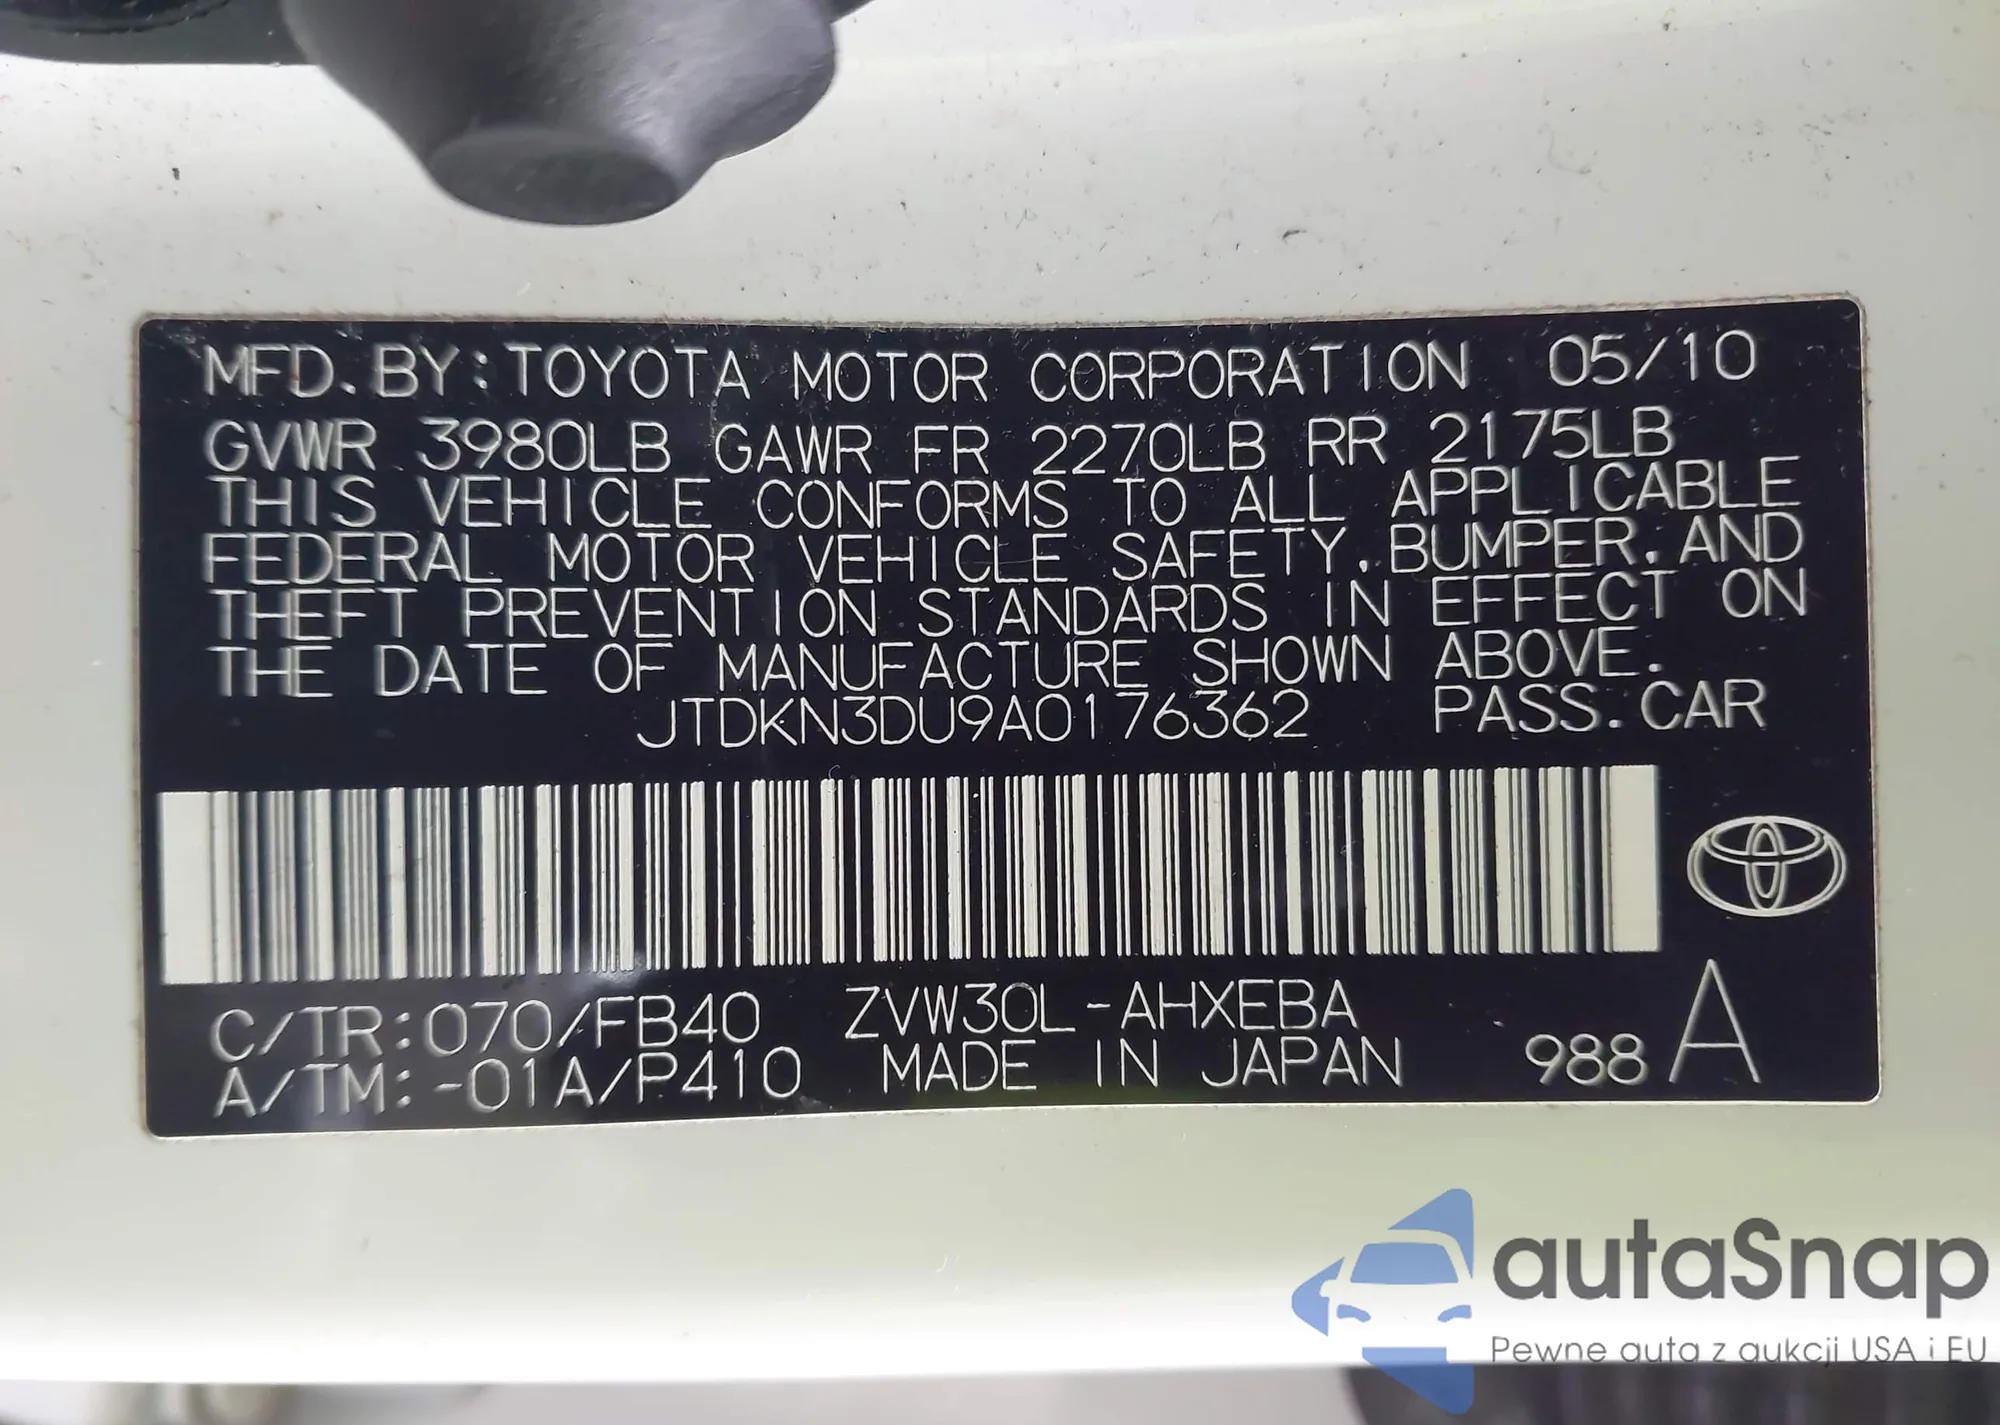 MFD. BY: TOYOTA MOTOR CORPORATION 05/10
GVWR 3980LB GAWR FR 2270LB RR 2175LB
THIS VEHICLE CONFORMS TO ALL APPLICABLE
FEDERAL MOTOR VEHICLE SAFETY, BUMPER, AND
THEFT PREVENTION STANDARDS IN EFFECT ON
THE DATE OF MANUFACTURE SHOWN ABOVE.
JTDKN3DU9A0176362 PASS. CAR
C/TR: 070/FB40 ZVW30L-AHXEBA
A/TM: -01A/P410 MADE IN JAPAN 988 A
autaSnap
Pewne auta z aukcji USA i EU